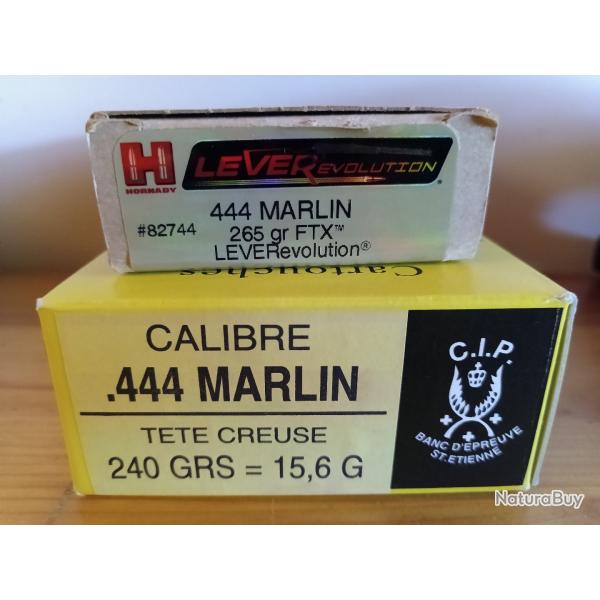 H
HORNADY
LEVERevolution®
#82744
444 MARLIN
265 gr FTX™
LEVERevolution®
Cartouches
CALIBRE
.444 MARLIN
TETE CREUSE
240 GRS = 15,6 G
C.I.P.
BANC D'EPREUVE
ST.ETIENNE
NaturaBuy